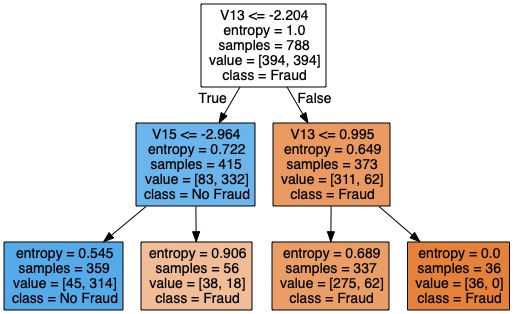 V13 <= -2.204
entropy = 1.0
samples = 788
value = [394, 394]
class = Fraud
True
False
V15 <= -2.964
entropy = 0.722
samples = 415
value = [83, 332]
class = No Fraud
V13 <= 0.995
entropy = 0.649
samples = 373
value = [311, 62]
class = Fraud
entropy = 0.545
samples = 359
value = [45, 314]
class = No Fraud
entropy = 0.906
samples = 56
value = [38, 18]
class = Fraud
entropy = 0.689
samples = 337
value = [275, 62]
class = Fraud
entropy = 0.0
samples = 36
value = [36, 0]
class = Fraud